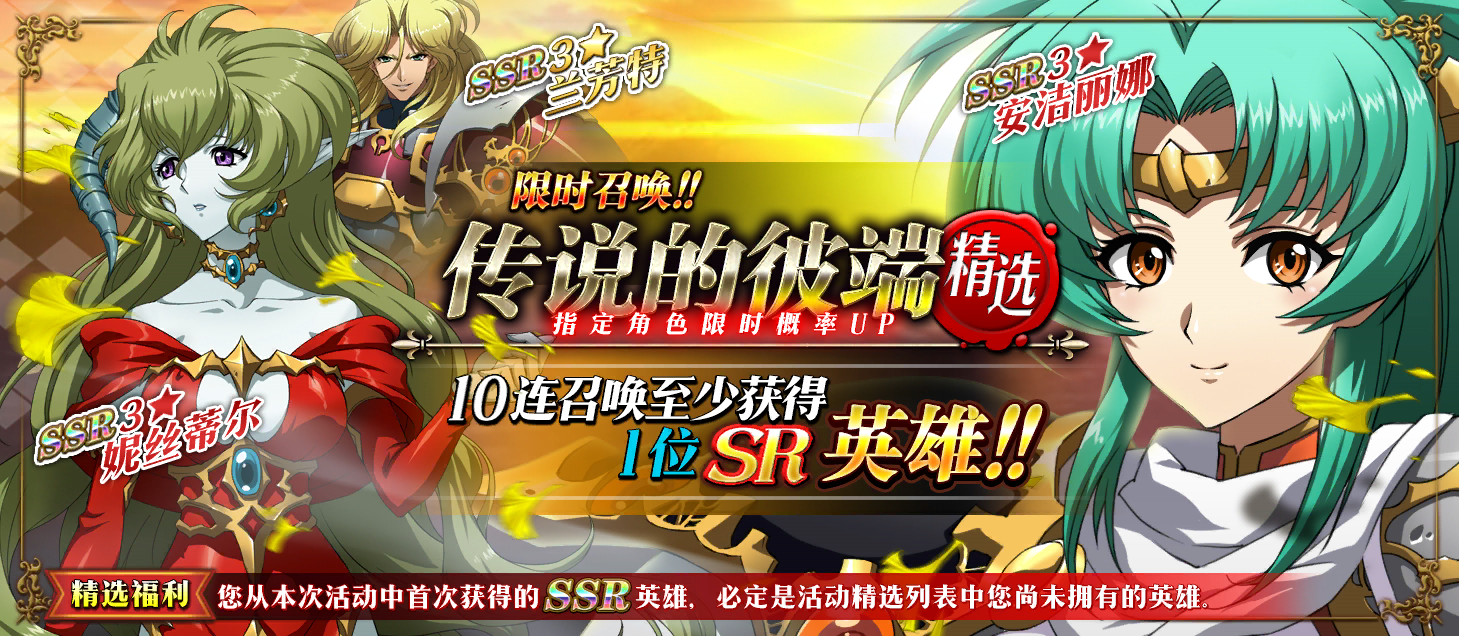 SSR3★
兰芳特
SSR3★
安洁丽娜
限时召唤!!
传说的彼端
精选
指定角色限时概率UP
SSR3★
妮丝蒂尔
10连召唤至少获得
1位SR英雄!!
精选福利
您从本次活动中首次获得的SSR英雄，必定是活动精选列表中您尚未拥有的英雄。